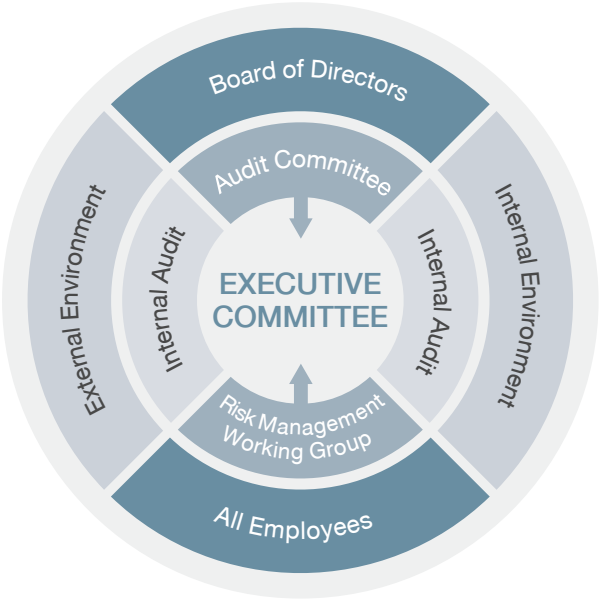 Board of Directors
Audit Committee
External Environment
Internal Audit
EXECUTIVE
COMMITTEE
Internal Audit
Internal Environment
Risk Management
Working Group
All Employees